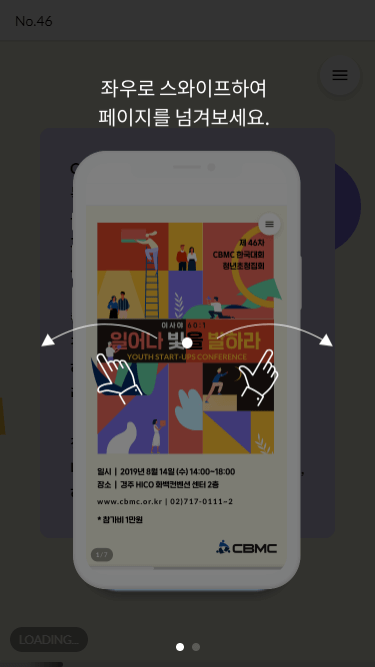 No.46
좌우로 스와이프하여
페이지를 넘겨보세요.
제 46차
CBMC 한국대회
청년초청집회
이사야 60:1
일어나 빛을 발하라
YOUTH START-UPS CONFERENCE
일시 | 2019년 8월 14일 (수) 14:00~18:00
장소 | 경주 HICO 화백컨벤션 센터 2층
www.cbmc.or.kr | 02)717-0111~2
* 참가비 1만원
CBMC
1 / 7
LOADING...